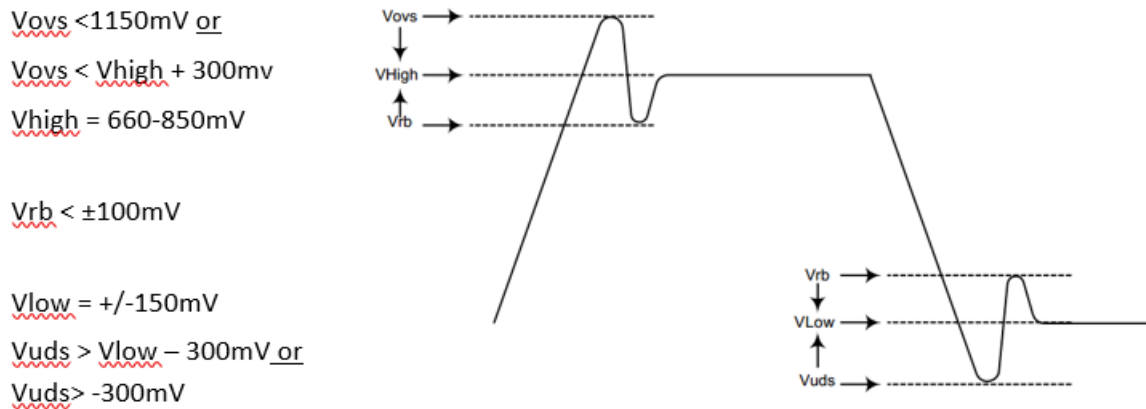 Vovs <1150mV or
Vovs < Vhigh + 300mv
Vhigh = 660-850mV
Vrb < ±100mV
Vlow = +/-150mV
Vuds > Vlow – 300mV or
Vuds> -300mV
Vovs
VHigh
Vrb
Vrb
VLow
Vuds